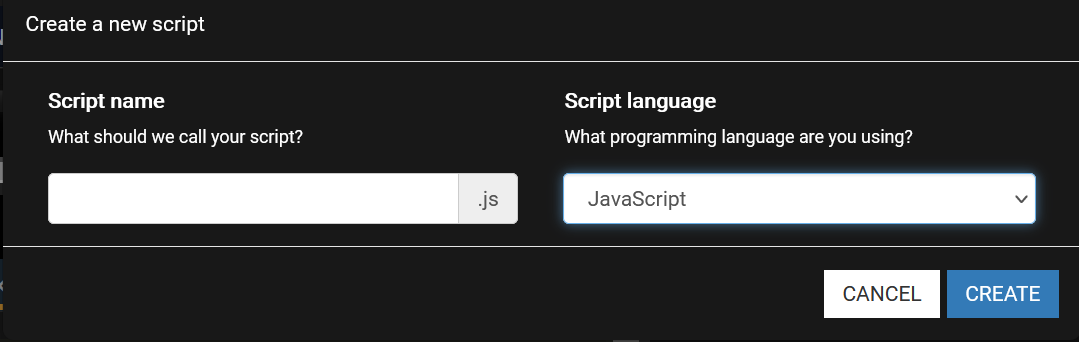 Create a new script
Script name
What should we call your script?
.js
Script language
What programming language are you using?
JavaScript
CANCEL
CREATE